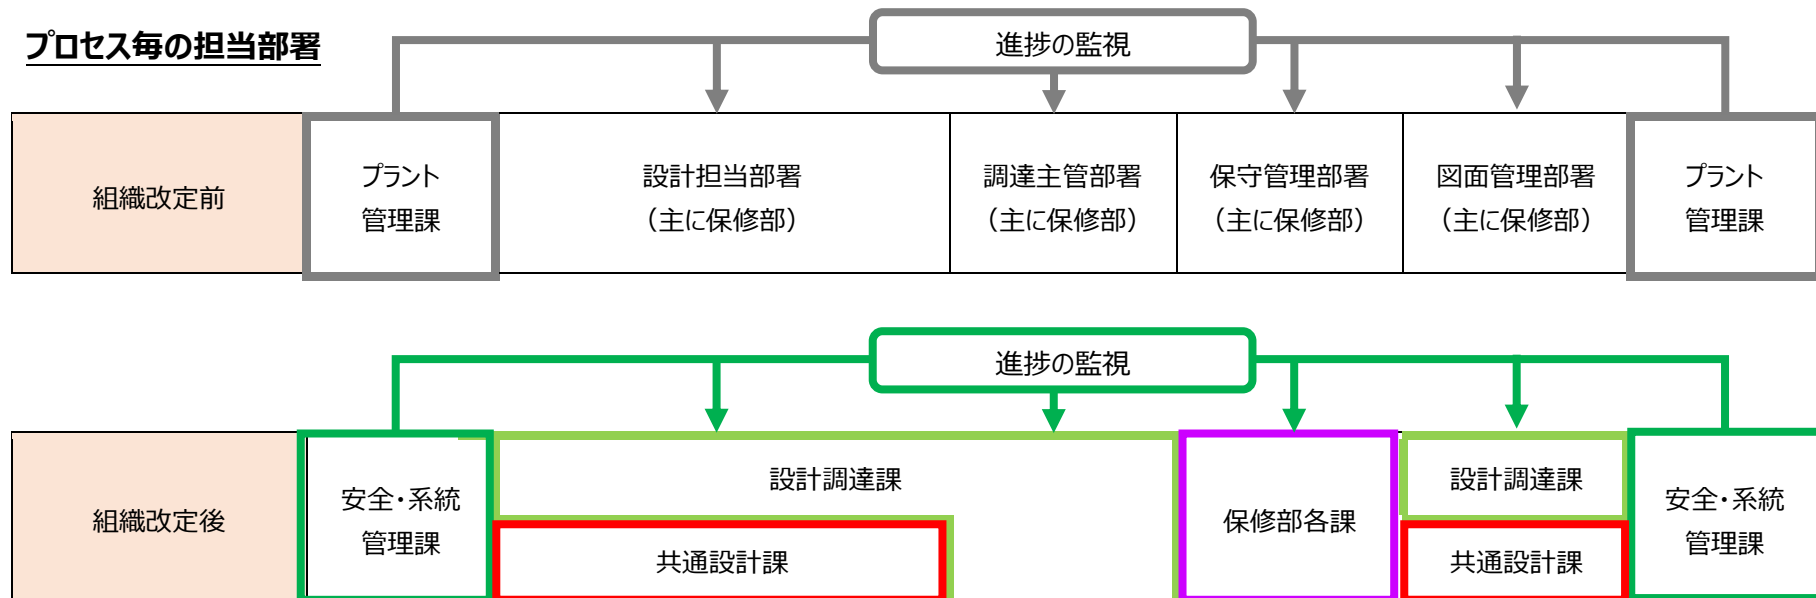 プロセス毎の担当部署
進捗の監視
組織改定前
プラント
管理課
設計担当部署
（主に保修部）
調達主管部署
（主に保修部）
保守管理部署
（主に保修部）
図面管理部署
（主に保修部）
プラント
管理課
進捗の監視
組織改定後
安全・系統
管理課
設計調達課
共通設計課
保修部各課
設計調達課
共通設計課
安全・系統
管理課